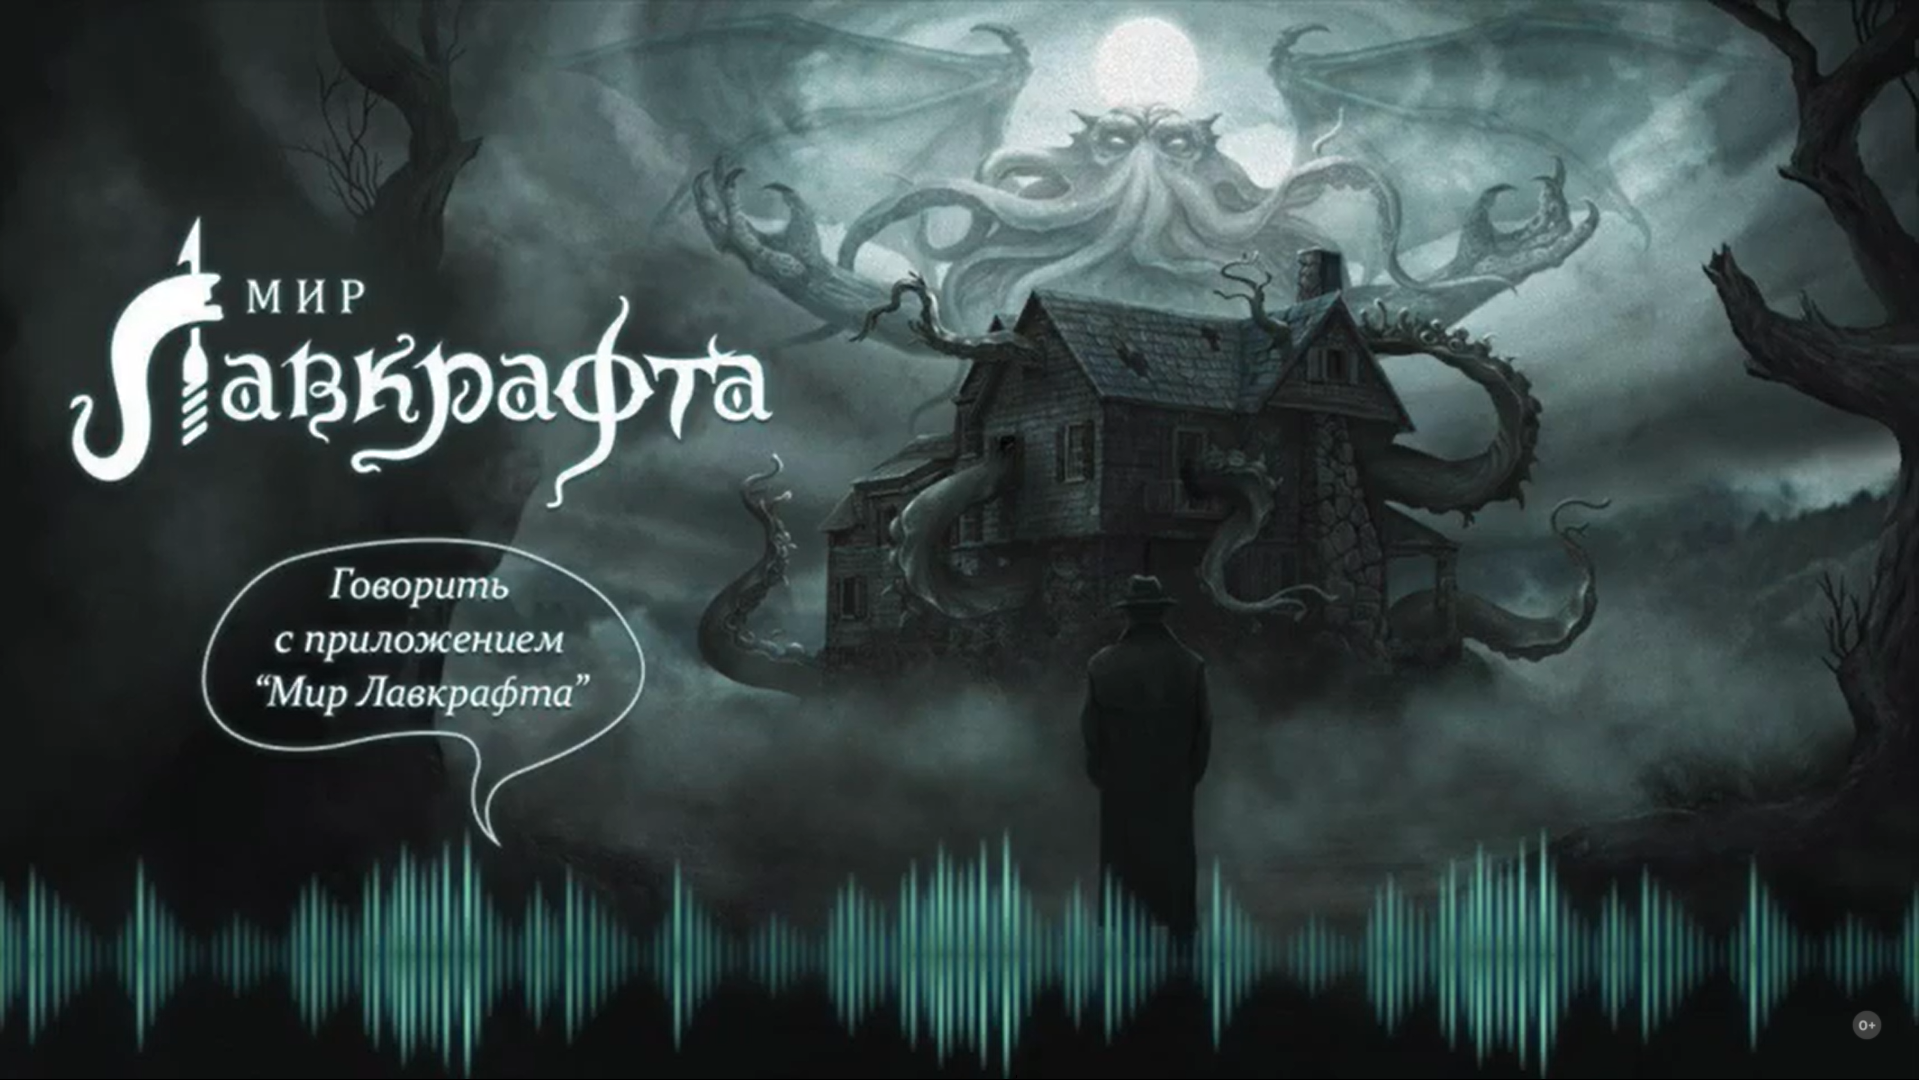 МИР
Лавкрафта
Говорить
с приложением
“Мир Лавкрафта”
0+